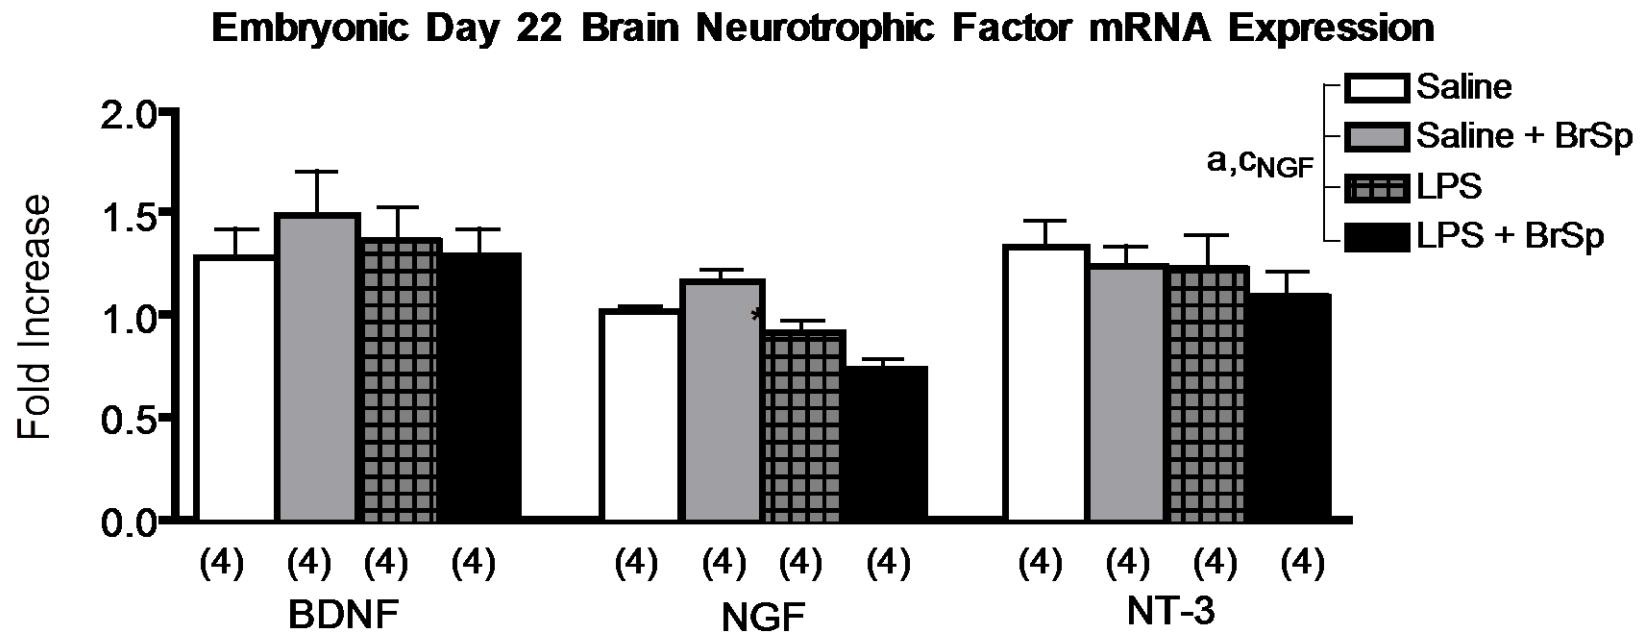 Embryonic Day 22 Brain Neurotrophic Factor mRNA Expression
Saline
Saline + BrSp
LPS
LPS + BrSp
a,cNGF
Fold Increase
2.0
1.5
1.0
0.5
0.0
*
(4) (4) (4) (4) (4) (4) (4) (4) (4) (4) (4) (4)
BDNF NGF NT-3